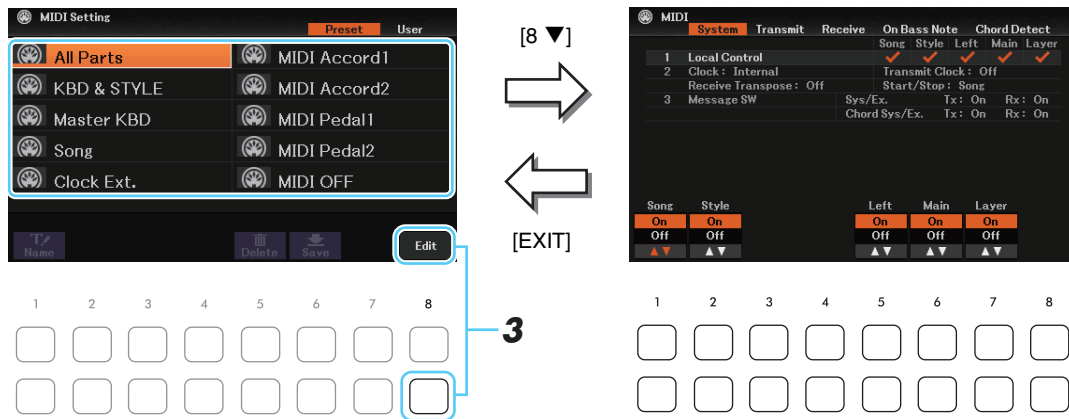 MIDI Setting
Preset User
All Parts MIDI Accord1
KBD & STYLE MIDI Accord2
Master KBD MIDI Pedal1
Song MIDI Pedal2
Clock Ext. MIDI OFF
T/
Name Delete Save Edit
1 2 3 4 5 6 7 8
3
[8 ▼]
[EXIT]
MIDI
System Transmit Receive On Bass Note Chord Detect
Song Style Left Main Layer
1 Local Control ✓ ✓ ✓ ✓ ✓
2 Clock : Internal Transmit Clock : Off
Receive Transpose : Off Start/Stop : Song
3 Message SW Sys/Ex. Tx : On Rx : On
Chord Sys/Ex. Tx : On Rx : On
Song Style Left Main Layer
On On On On On
Off Off Off Off Off
▲▼ ▲▼ ▲▼ ▲▼ ▲▼
1 2 3 4 5 6 7 8